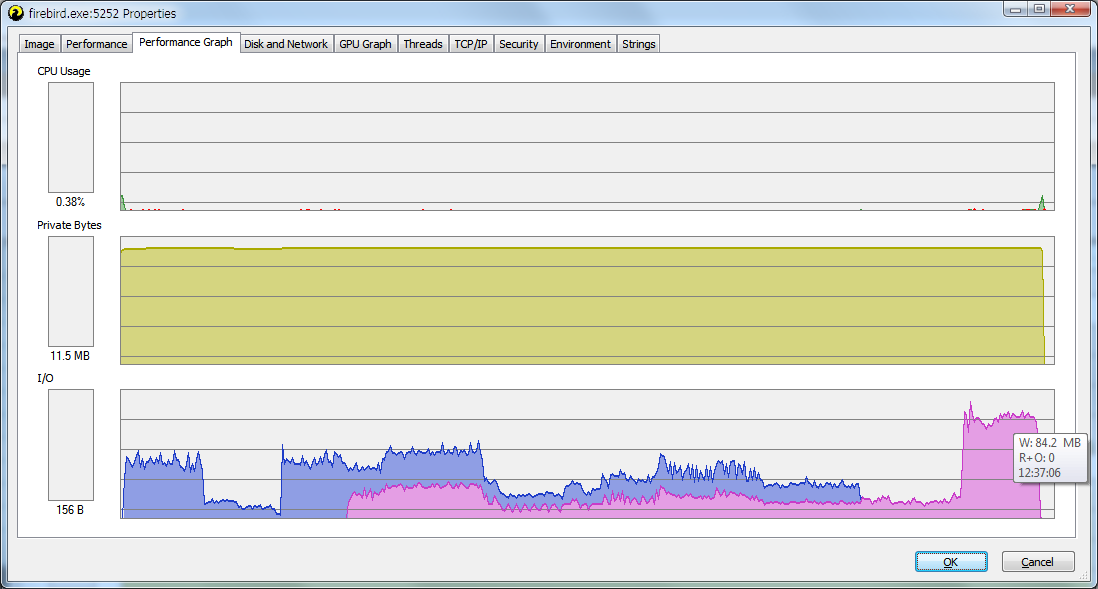 firebird.exe:5252 Properties
Image Performance Performance Graph Disk and Network GPU Graph Threads TCP/IP Security Environment Strings
CPU Usage
0.38%
Private Bytes
11.5 MB
I/O
W: 84.2 MB
R+O: 0
12:37:06
156 B
OK Cancel